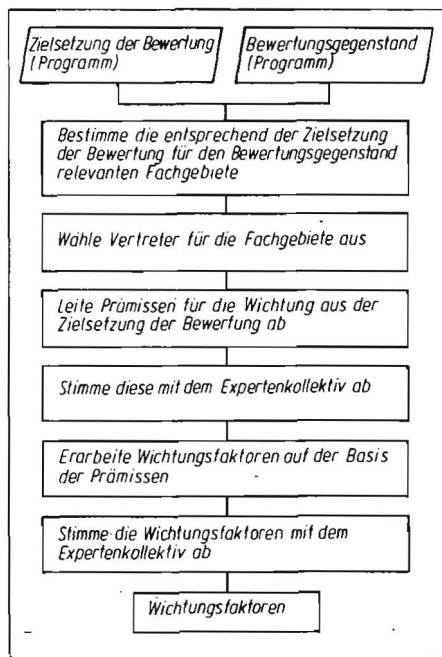 Zielsetzung der Bewertung
(Programm)
Bewertungsgegenstand
(Programm)
Bestimme die entsprechend der Zielsetzung
der Bewertung für den Bewertungsgegenstand
relevanten Fachgebiete
Wähle Vertreter für die Fachgebiete aus
Leite Prämissen für die Wichtung aus der
Zielsetzung der Bewertung ab
Stimme diese mit dem Expertenkollektiv ab
Erarbeite Wichtungsfaktoren auf der Basis
der Prämissen
Stimme die Wichtungsfaktoren mit dem
Expertenkollektiv ab
Wichtungsfaktoren